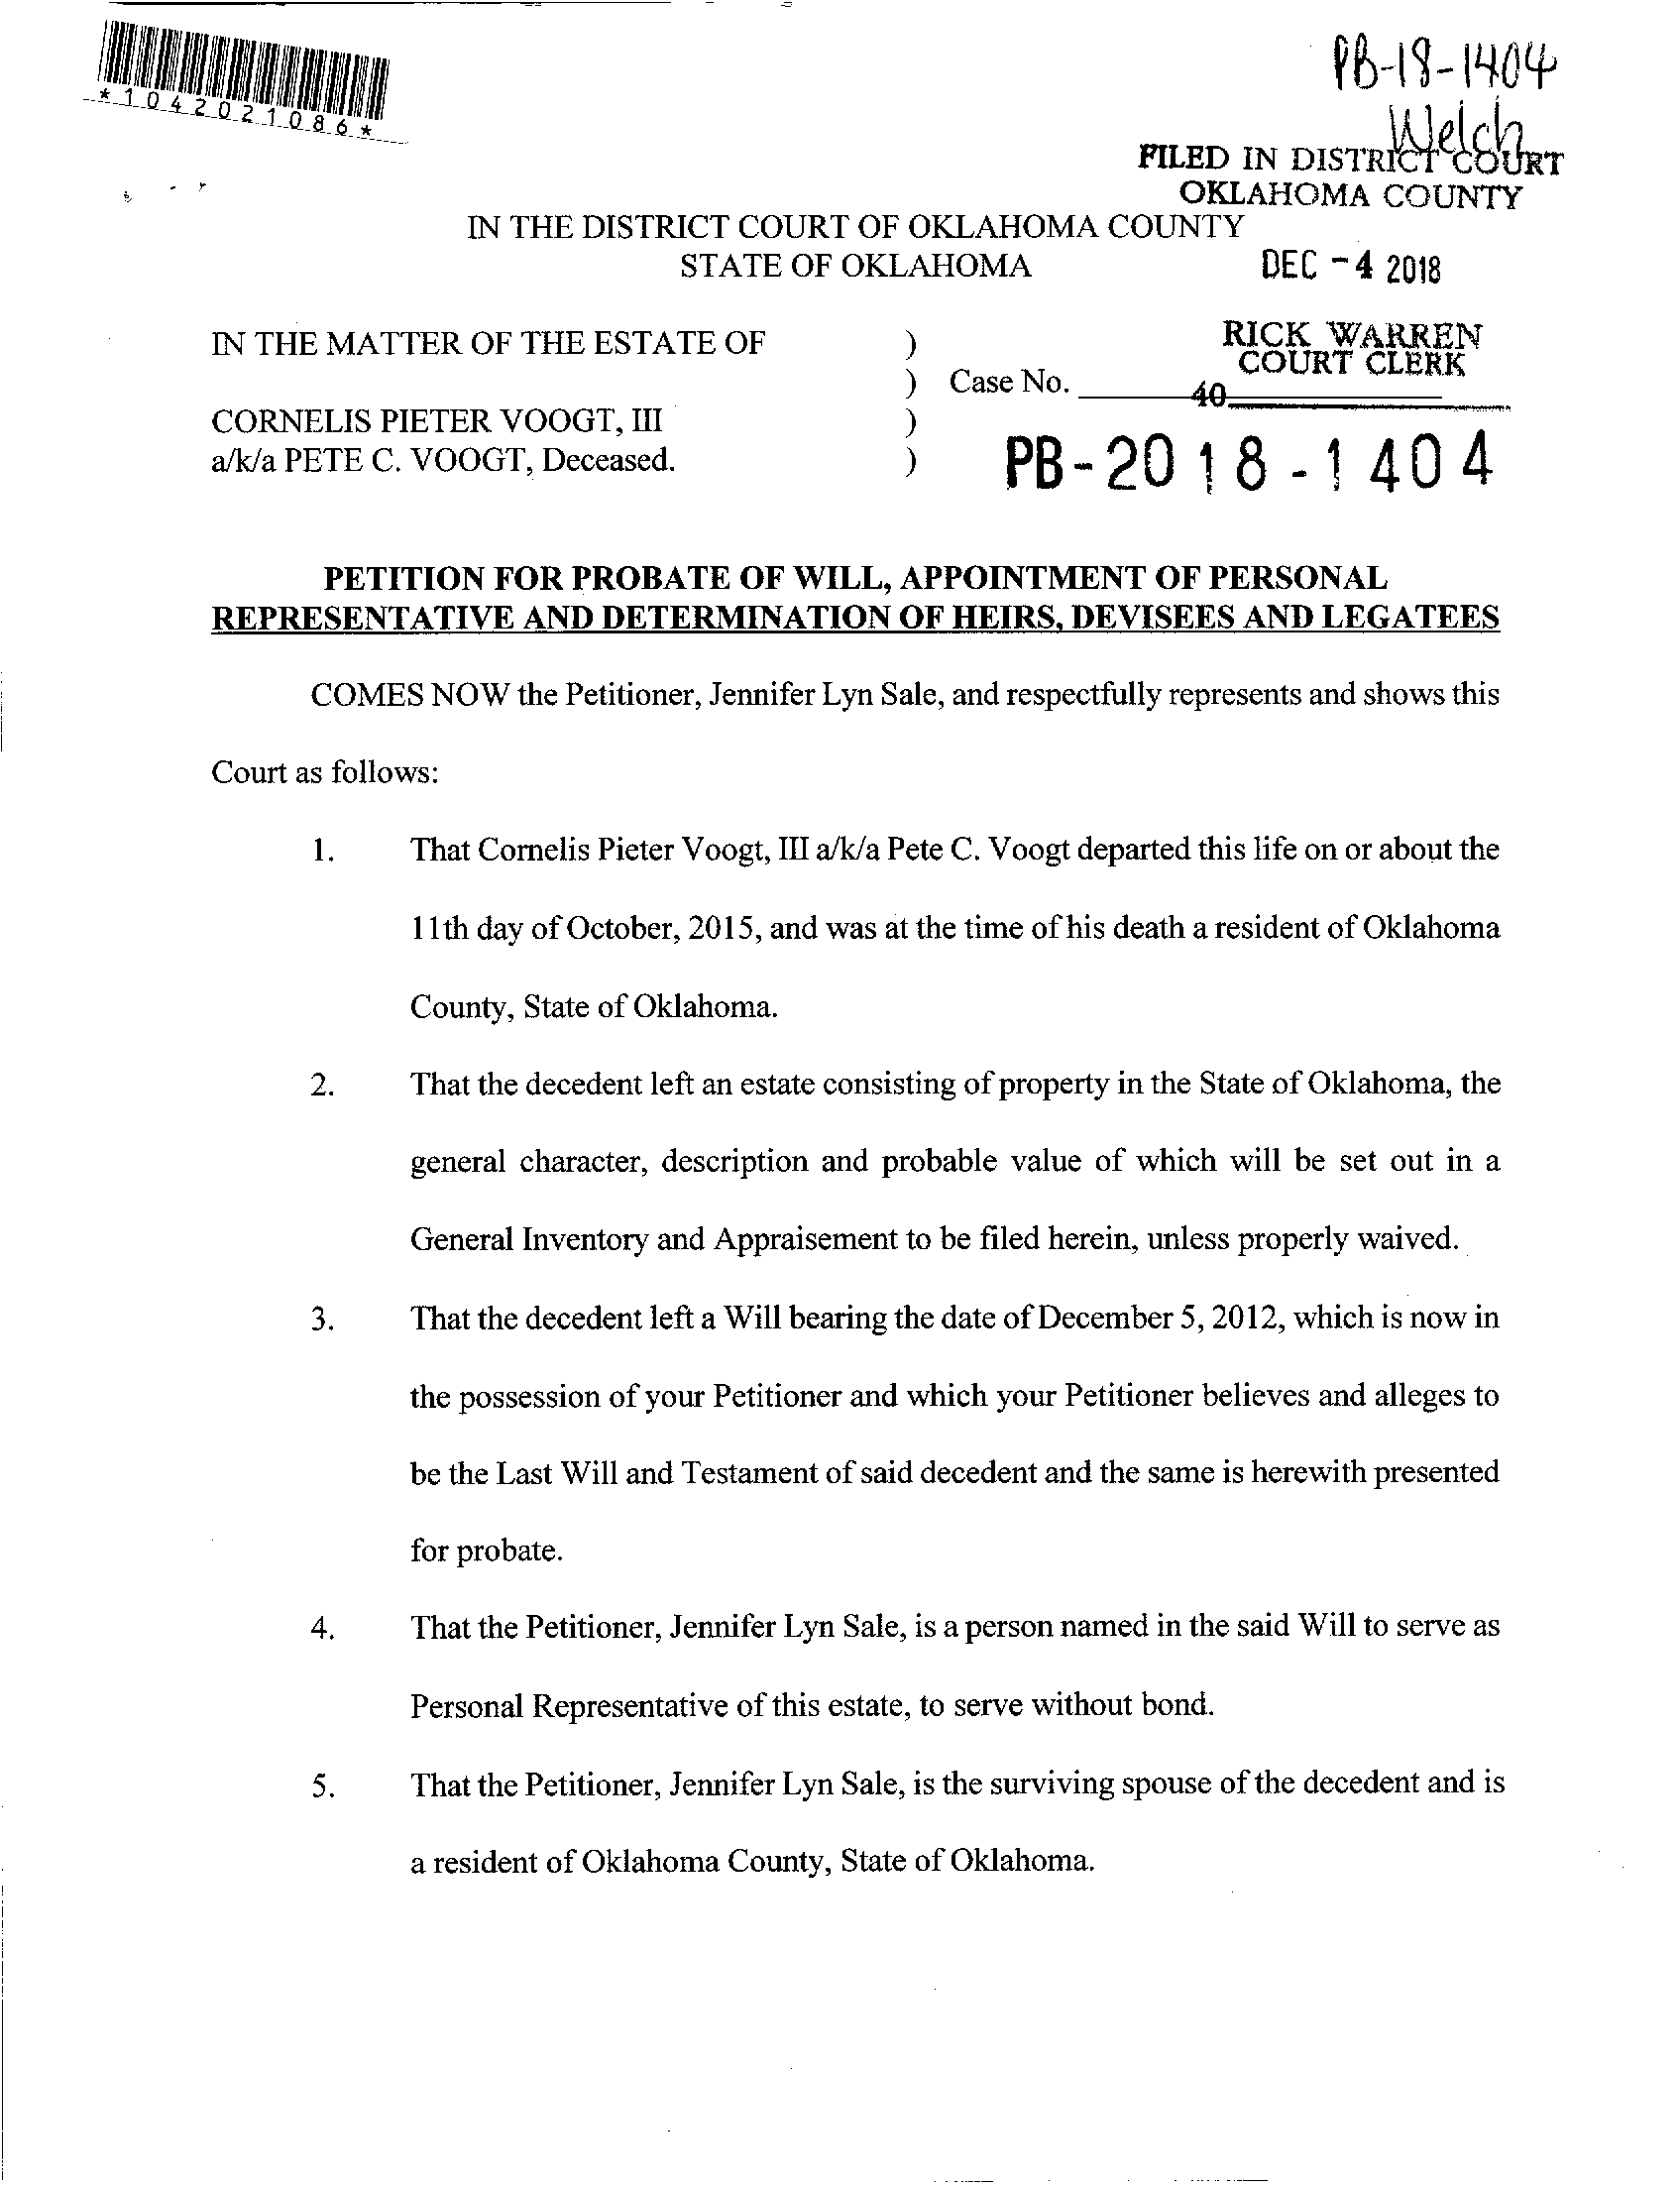 *1042021086*
PB-18-1404
Welch
FILED IN DISTRICT COURT
OKLAHOMA COUNTY
IN THE DISTRICT COURT OF OKLAHOMA COUNTY
STATE OF OKLAHOMA
DEC -4 2018
IN THE MATTER OF THE ESTATE OF )
RICK WARREN
COURT CLERK
) Case No.
40
CORNELIS PIETER VOOGT, III )
a/k/a PETE C. VOOGT, Deceased. )
PB-2018-1404
PETITION FOR PROBATE OF WILL, APPOINTMENT OF PERSONAL
REPRESENTATIVE AND DETERMINATION OF HEIRS, DEVISEES AND LEGATEES
COMES NOW the Petitioner, Jennifer Lyn Sale, and respectfully represents and shows this
Court as follows:
1. That Cornelis Pieter Voogt, III a/k/a Pete C. Voogt departed this life on or about the
11th day of October, 2015, and was at the time of his death a resident of Oklahoma
County, State of Oklahoma.
2. That the decedent left an estate consisting of property in the State of Oklahoma, the
general character, description and probable value of which will be set out in a
General Inventory and Appraisement to be filed herein, unless properly waived.
3. That the decedent left a Will bearing the date of December 5, 2012, which is now in
the possession of your Petitioner and which your Petitioner believes and alleges to
be the Last Will and Testament of said decedent and the same is herewith presented
for probate.
4. That the Petitioner, Jennifer Lyn Sale, is a person named in the said Will to serve as
Personal Representative of this estate, to serve without bond.
5. That the Petitioner, Jennifer Lyn Sale, is the surviving spouse of the decedent and is
a resident of Oklahoma County, State of Oklahoma.